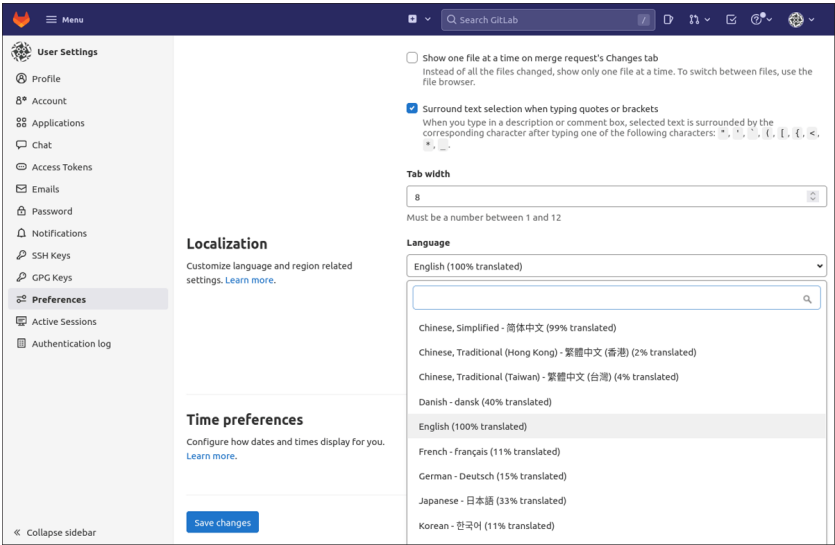 Menu
Search GitLab /
User Settings
Profile
Account
Applications
Chat
Access Tokens
Emails
Password
Notifications
SSH Keys
GPG Keys
Preferences
Active Sessions
Authentication log
Collapse sidebar
Show one file at a time on merge request's Changes tab
Instead of all the files changed, show only one file at a time. To switch between files, use the
file browser.
Surround text selection when typing quotes or brackets
When you type in a description or comment box, selected text is surrounded by the
corresponding character after typing one of the following characters: ", ', `, (, [, {, <,
*, _.
Tab width
8
Must be a number between 1 and 12
Localization
Customize language and region related
settings. Learn more.
Language
English (100% translated)
Chinese, Simplified - 简体中文 (99% translated)
Chinese, Traditional (Hong Kong) - 繁體中文 (香港) (2% translated)
Chinese, Traditional (Taiwan) - 繁體中文 (台灣) (4% translated)
Danish - dansk (40% translated)
English (100% translated)
French - français (11% translated)
German - Deutsch (15% translated)
Japanese - 日本語 (33% translated)
Korean - 한국어 (11% translated)
Time preferences
Configure how dates and times display for you.
Learn more.
Save changes